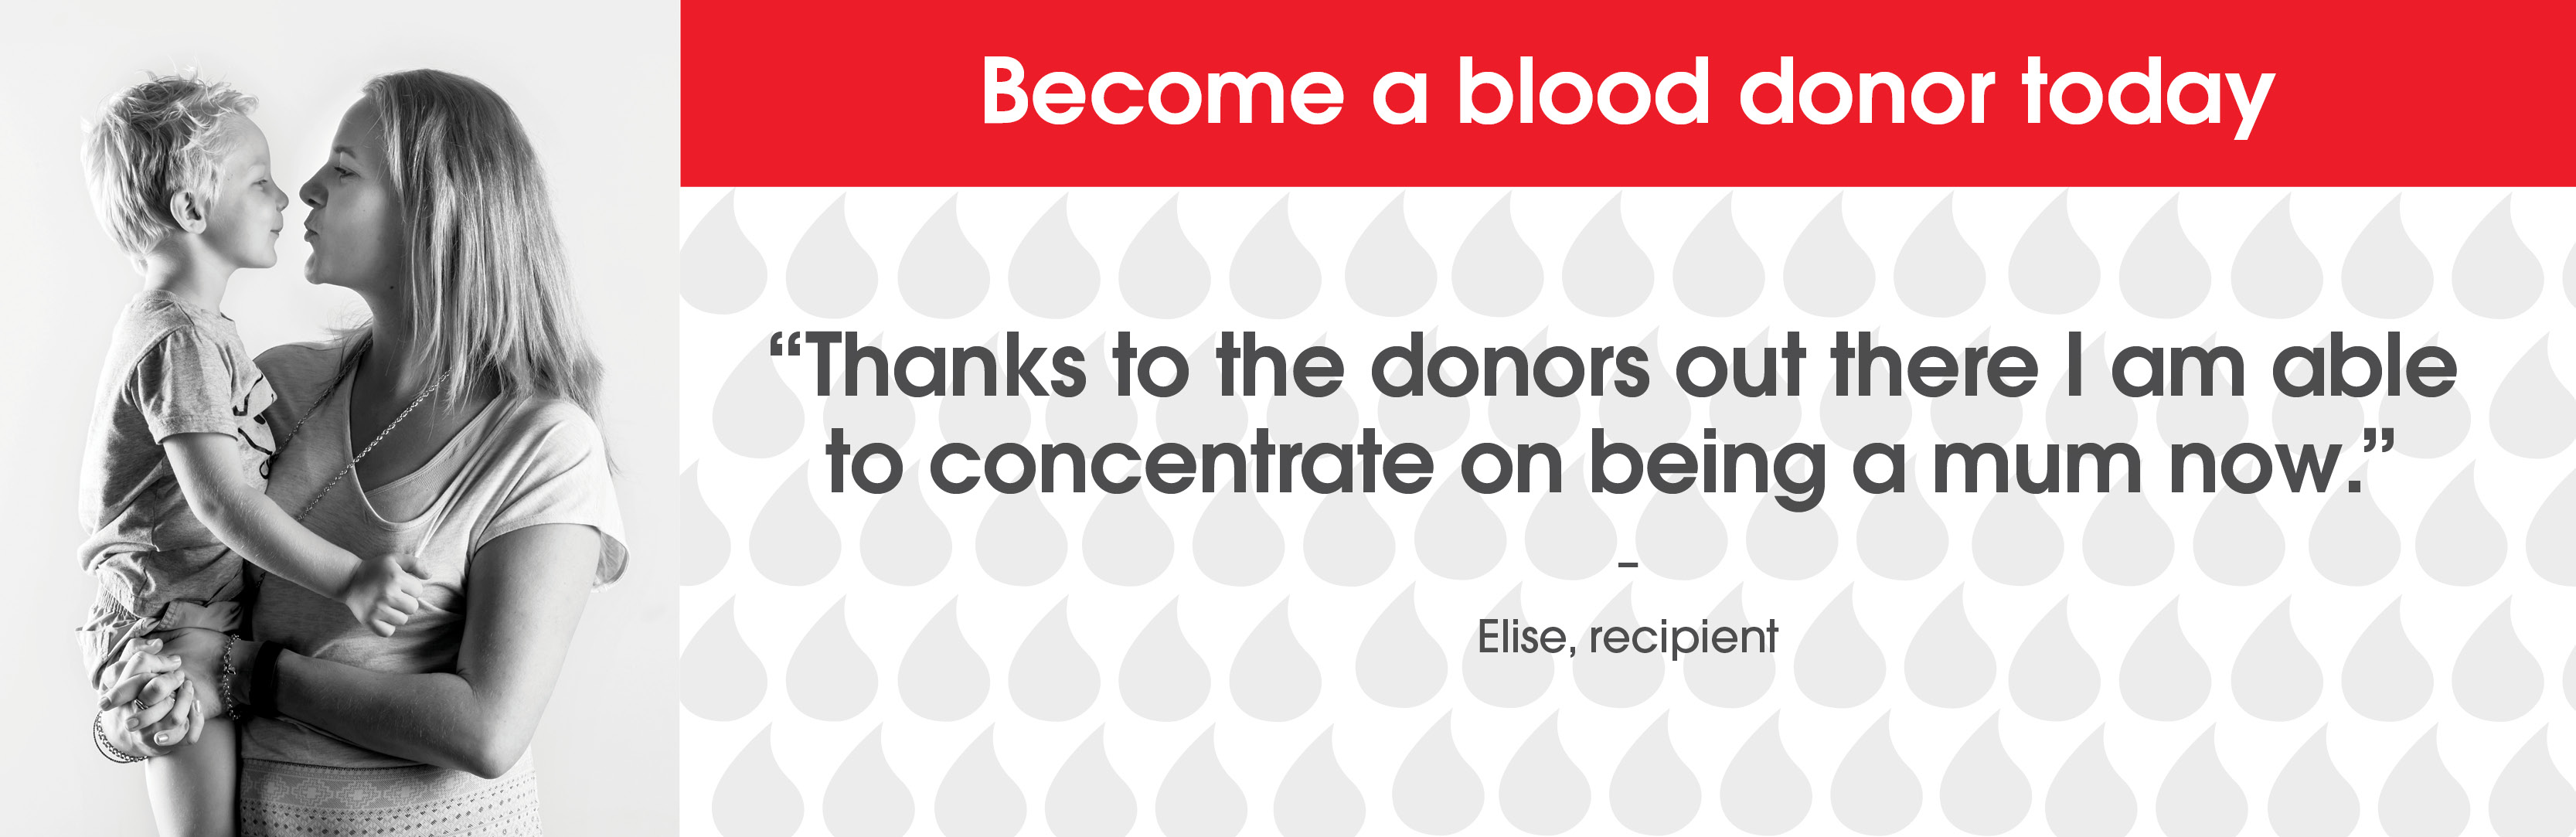 Become a blood donor today
“Thanks to the donors out there I am able
to concentrate on being a mum now.”
–
Elise, recipient